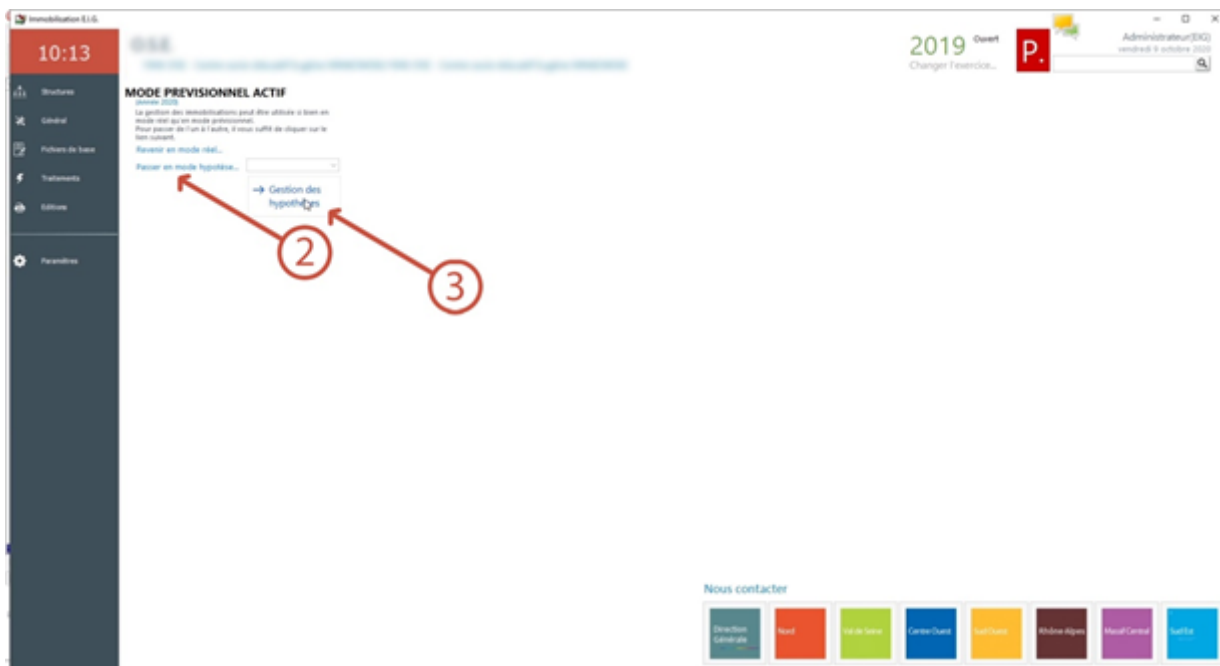 Immobilisation E.I.G.
10:13
O.S.E.
2019 Ouvert
Changer l'exercice...
P.
Administrateur(EIG)
vendredi 9 octobre 2020
Structures
Général
Fichiers de base
Traitements
Editions
Paramètres
MODE PREVISIONNEL ACTIF
(Année 2020)
La gestion des immobilisations peut être utilisée si bien en
mode réel qu'en mode prévisionnel.
Pour passer de l'un à l'autre, il vous suffit de cliquer sur le
lien suivant.
Revenir en mode réel...
Passer en mode hypothèse...
→ Gestion des
hypothèses
2
3
Nous contacter
Direction
Générale
Nord
Val de Seine
Centre Ouest
Sud Ouest
Rhône Alpes
Massif Central
Sud Est